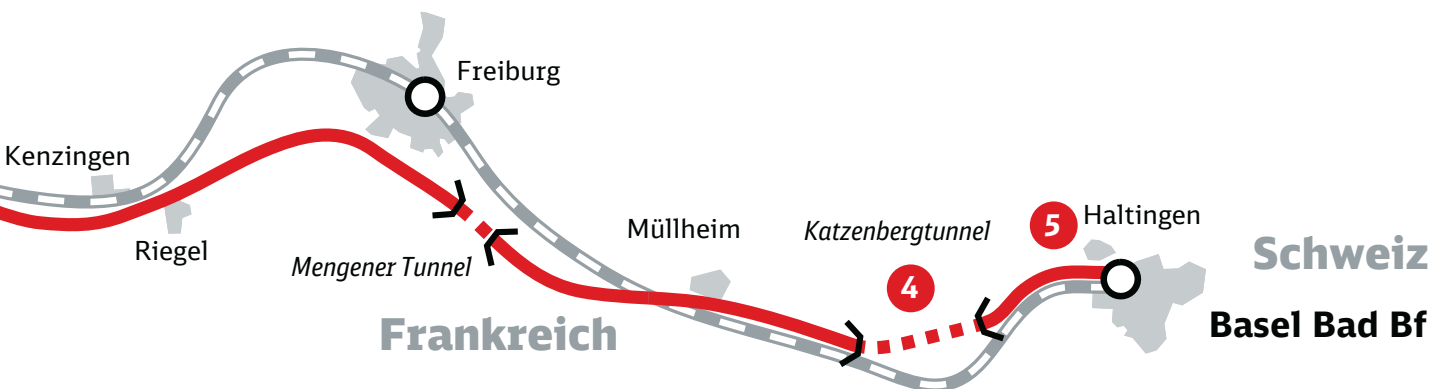 Freiburg
Kenzingen
Riegel
Mengener Tunnel
Müllheim
Katzenbergtunnel
4
5
Haltingen
Schweiz
Basel Bad Bf
Frankreich